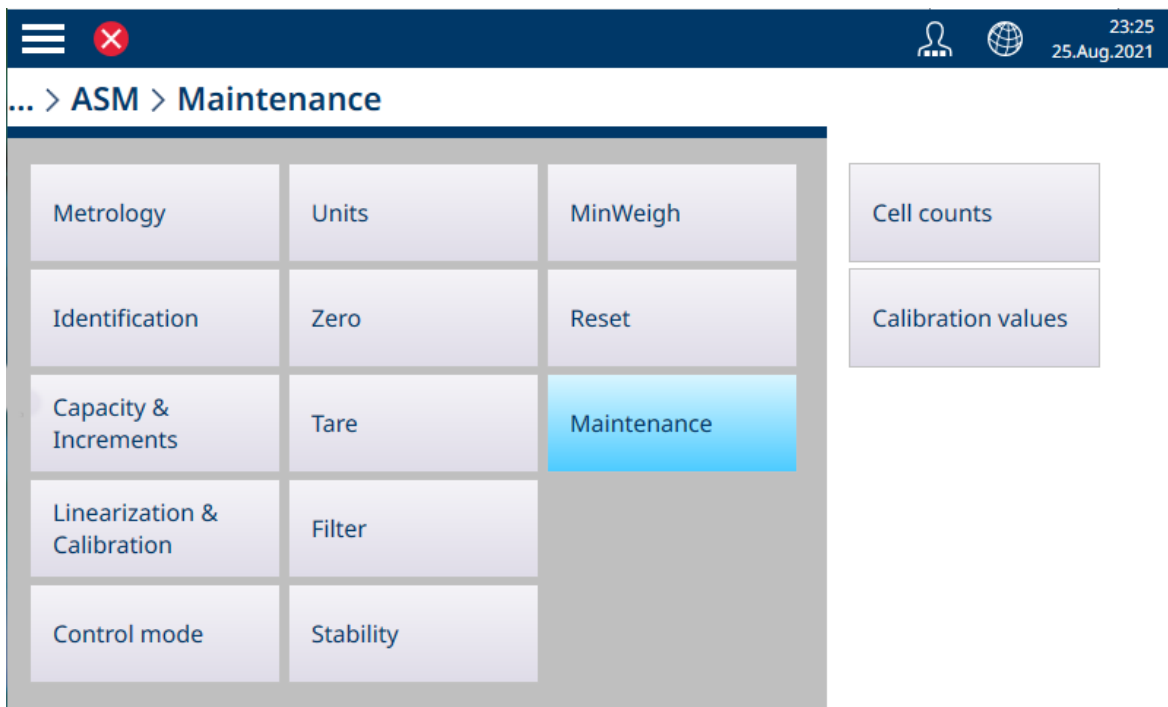 23:25
25.Aug.2021
... > ASM > Maintenance
Metrology
Units
MinWeigh
Cell counts
Identification
Zero
Reset
Calibration values
Capacity &
Increments
Tare
Maintenance
Linearization &
Calibration
Filter
Control mode
Stability